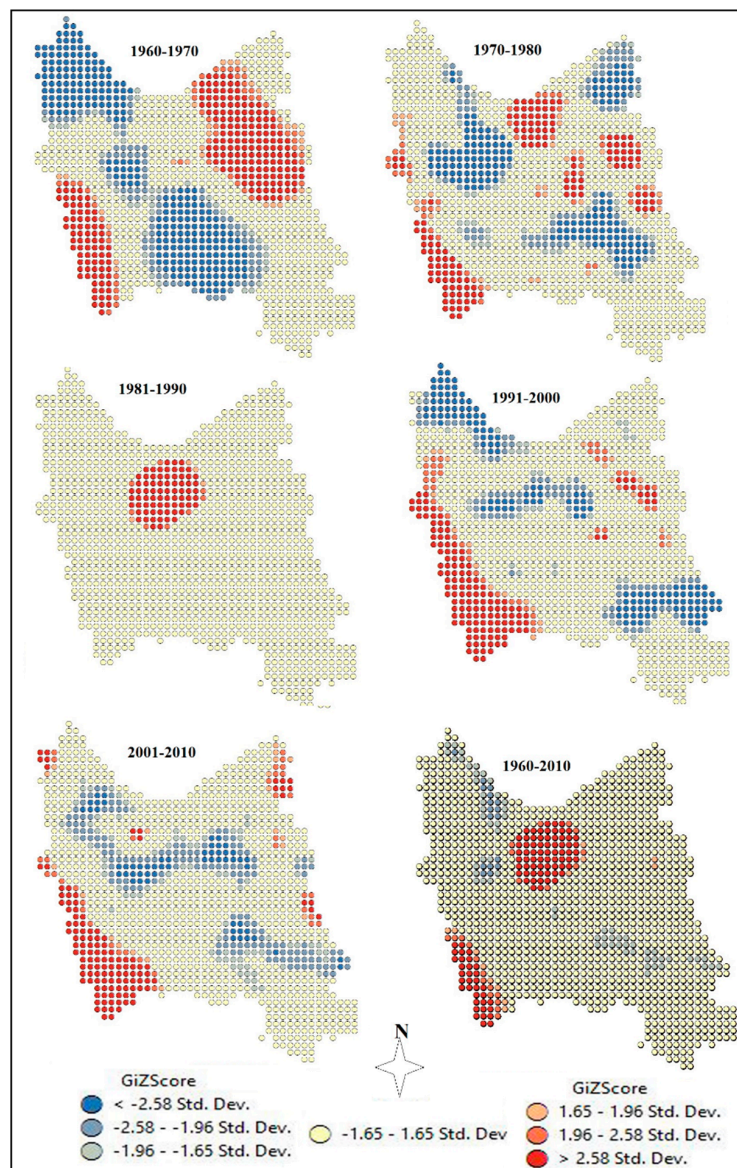 1960-1970
1970-1980
1981-1990
1991-2000
2001-2010
1960-2010
N
GiZScore
< -2.58 Std. Dev.
-2.58 - -1.96 Std. Dev.
-1.96 - -1.65 Std. Dev.
-1.65 - 1.65 Std. Dev
GiZScore
1.65 - 1.96 Std. Dev.
1.96 - 2.58 Std. Dev.
> 2.58 Std. Dev.